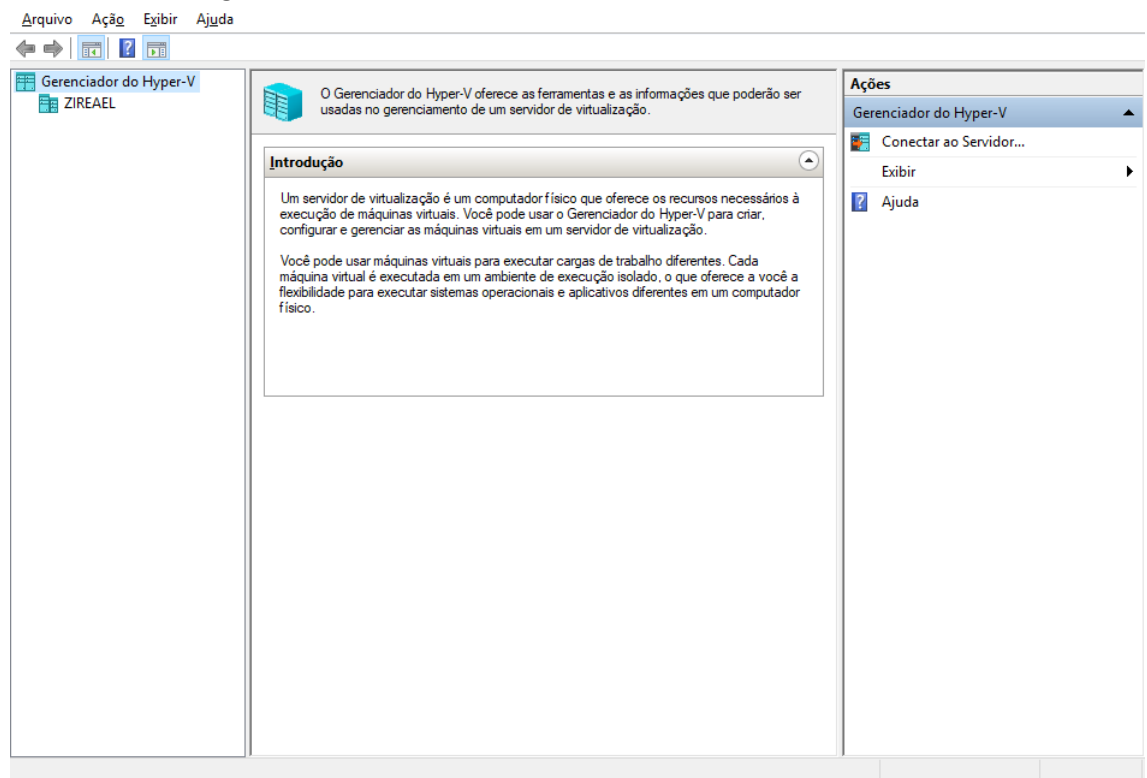 Arquivo Ação Exibir Ajuda
Gerenciador do Hyper-V
ZIREAEL
O Gerenciador do Hyper-V oferece as ferramentas e as informações que poderão ser
usadas no gerenciamento de um servidor de virtualização.
Introdução
Um servidor de virtualização é um computador físico que oferece os recursos necessários à
execução de máquinas virtuais. Você pode usar o Gerenciador do Hyper-V para criar,
configurar e gerenciar as máquinas virtuais em um servidor de virtualização.
Você pode usar máquinas virtuais para executar cargas de trabalho diferentes. Cada
máquina virtual é executada em um ambiente de execução isolado, o que oferece a você a
flexibilidade para executar sistemas operacionais e aplicativos diferentes em um computador
físico.
Ações
Gerenciador do Hyper-V
Conectar ao Servidor...
Exibir
Ajuda